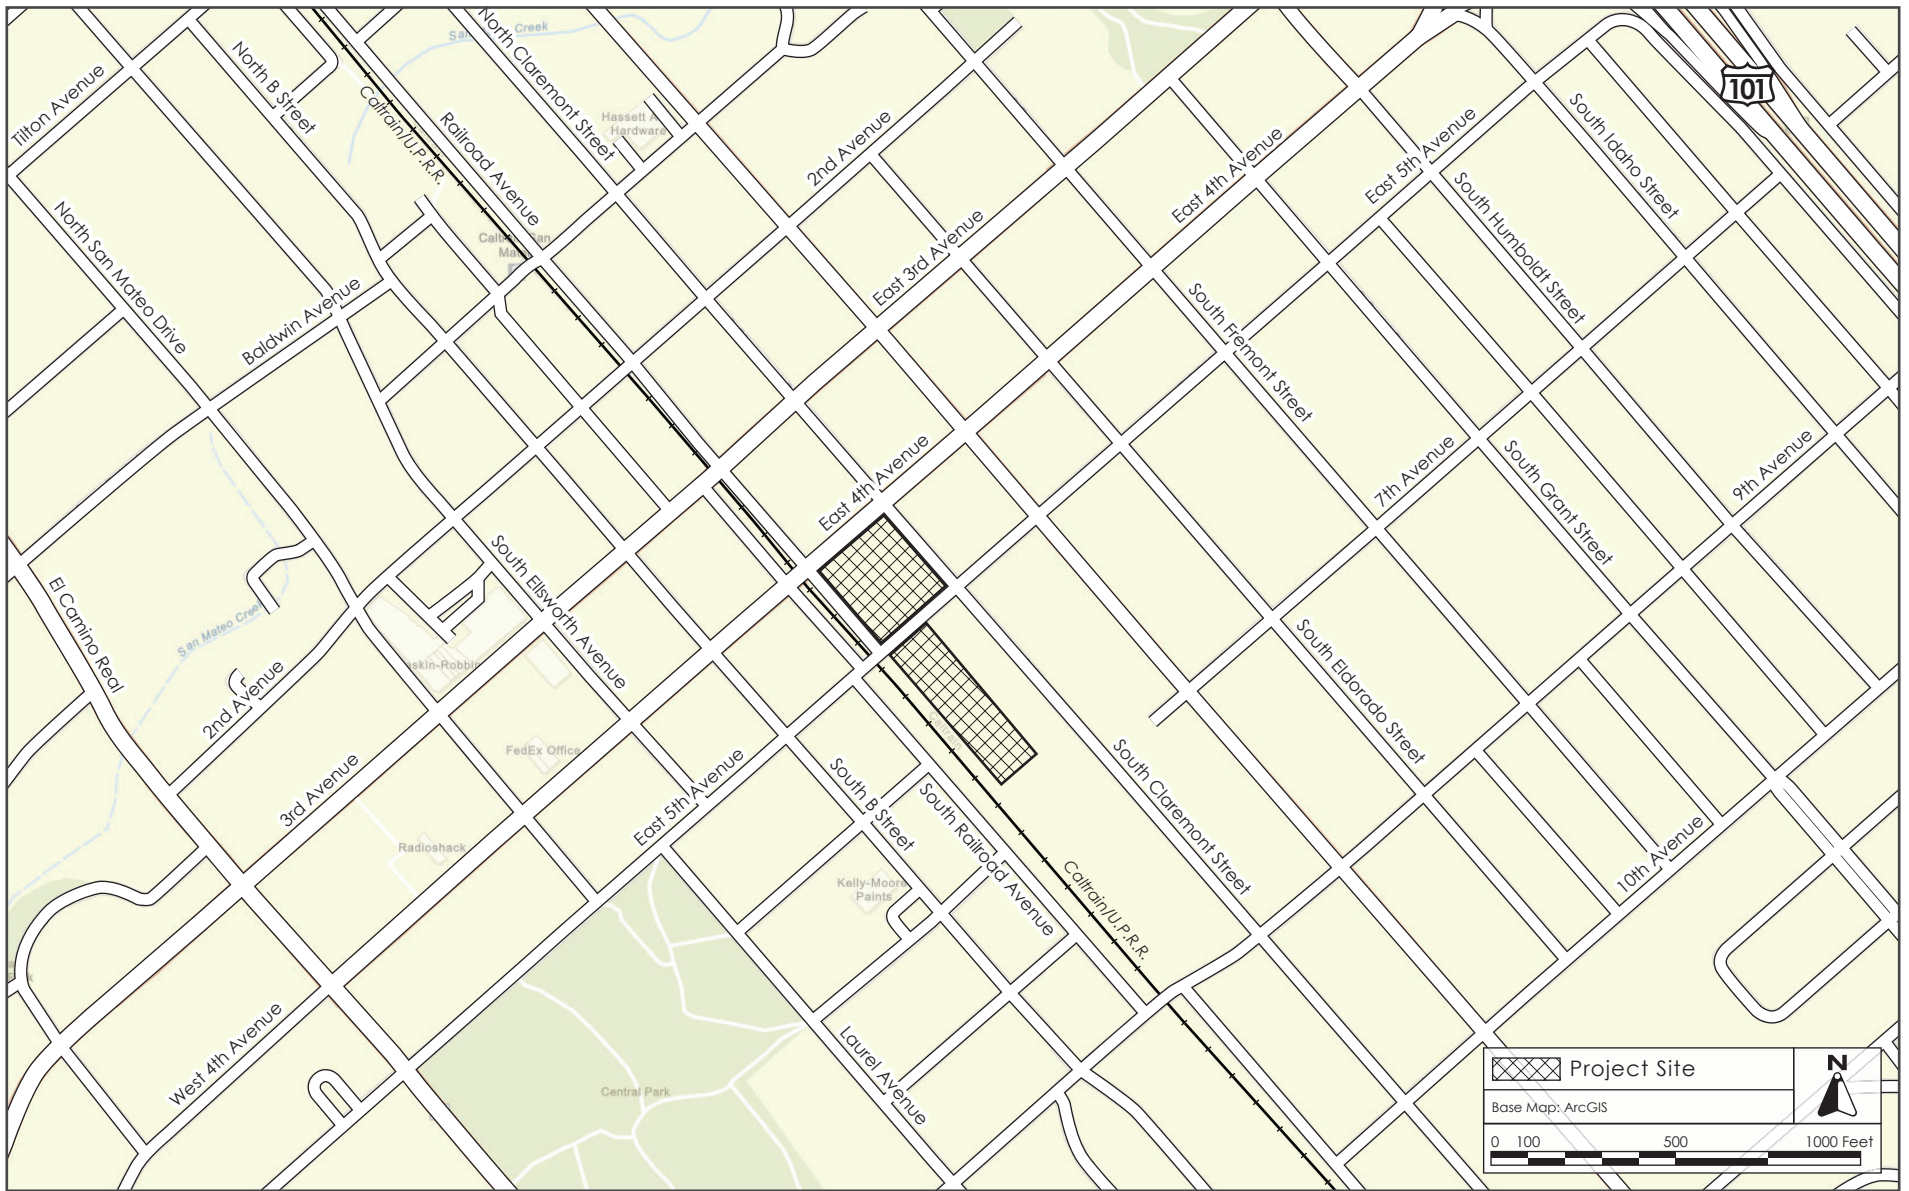 San
Creek
North Claremont Street
Tilton Avenue
North B Street
Caltrain/U.P.R.R.
Railroad Avenue
Hassett A
Hardware
2nd Avenue
101
South Idaho Street
East 5th Avenue
East 4th Avenue
South Humboldt Street
North San Mateo Drive
East 3rd Avenue
Baldwin Avenue
South Fremont Street
East 4th Avenue
7th Avenue
South Grant Street
9th Avenue
El Camino Real
San Mateo Creek
South Ellsworth Avenue
askin-Robbin
2nd Avenue
FedEx Office
South Eldorado Street
3rd Avenue
East 5th Avenue
South B Street
South Claremont Street
South Railroad Avenue
Radioshack
Kelly-Moore
Paints
10th Avenue
Caltrain/U.P.R.R.
West 4th Avenue
Laurel Avenue
Central Park
Project Site
N
Base Map: ArcGIS
0 100 500 1000 Feet